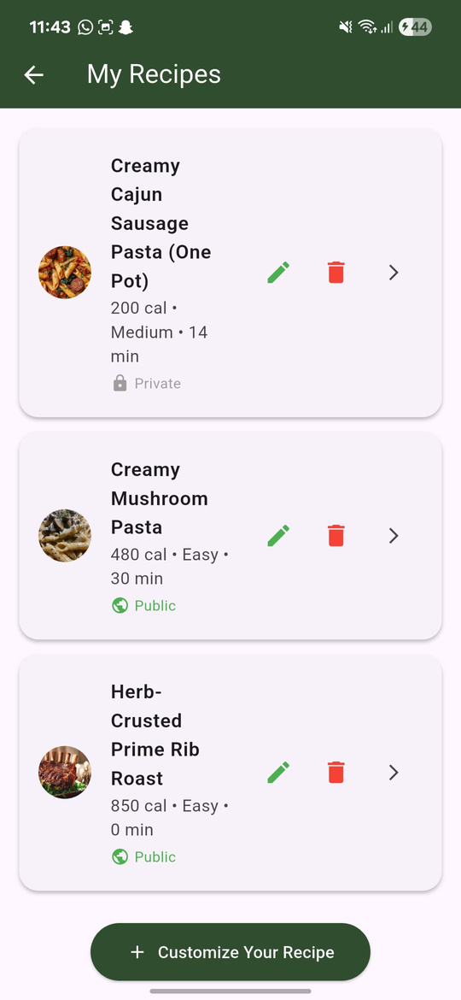 11:43
44
My Recipes
Creamy
Cajun
Sausage
Pasta (One
Pot)
200 cal •
Medium • 14
min
Private
Creamy
Mushroom
Pasta
480 cal • Easy •
30 min
Public
Herb-
Crusted
Prime Rib
Roast
850 cal • Easy •
0 min
Public
+ Customize Your Recipe